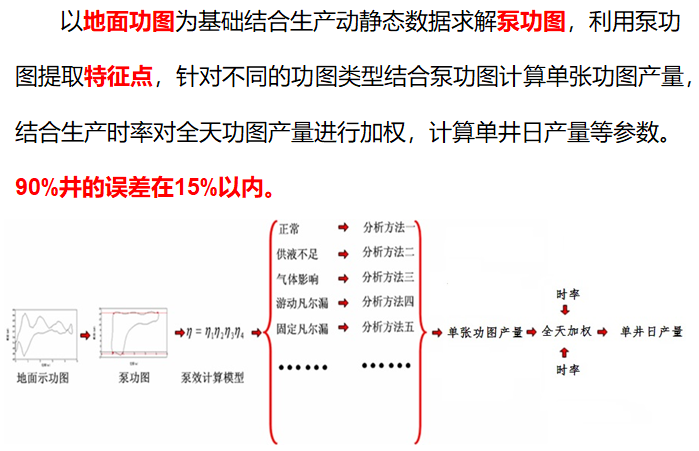 以地面功图为基础结合生产动静态数据求解泵功图，利用泵功
图提取特征点，针对不同的功图类型结合泵功图计算单张功图产量，
结合生产时率对全天功图产量进行加权，计算单井日产量等参数。
90%井的误差在15%以内。
正常 分析方法一
供液不足 分析方法二
气体影响 分析方法三
游动凡尔漏 分析方法四
固定凡尔漏 分析方法五
•••••• ••••••
η = η1η2η3η4
地面示功图 泵功图 泵效计算模型
单张功图产量 全天加权 单井日产量
时率
时率